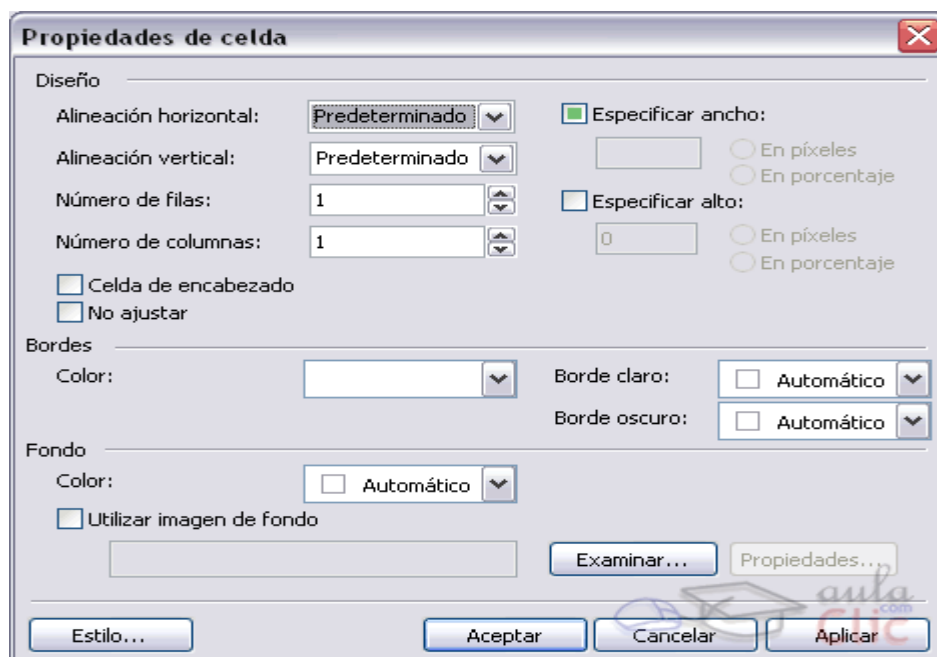 Propiedades de celda
Diseño
Alineación horizontal: Predeterminado
Especificar ancho:
Alineación vertical: Predeterminado
En píxeles
En porcentaje
Número de filas: 1
Especificar alto:
Número de columnas: 1
0
En píxeles
En porcentaje
Celda de encabezado
No ajustar
Bordes
Color:
Borde claro: Automático
Borde oscuro: Automático
Fondo
Color: Automático
Utilizar imagen de fondo
Examinar... Propiedades...
aula
.com
Clic
Estilo... Aceptar Cancelar Aplicar